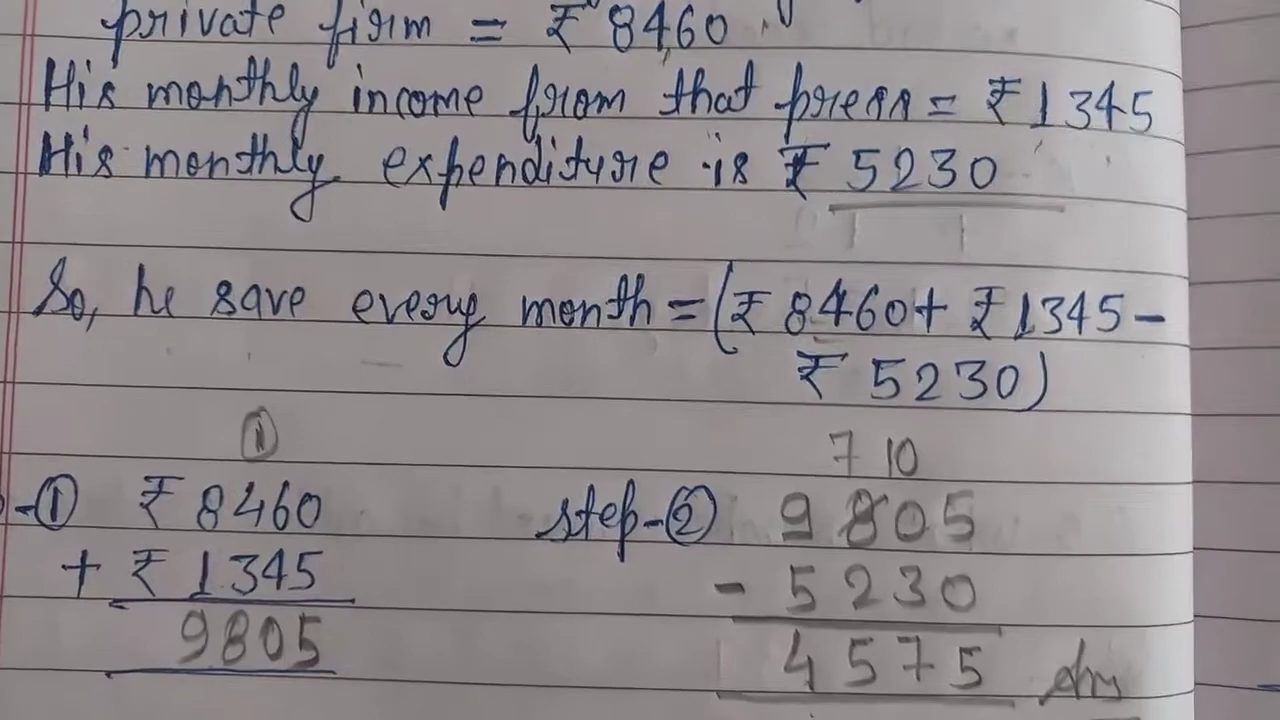 private firm = ₹ 8460
His monthly income from that press = ₹ 1345
His monthly expenditure is ₹ 5230
So, he save every month = (₹ 8460 + ₹ 1345 -
₹ 5230)
①
7 10
-① ₹ 8460
+ ₹ 1345
9805
step-② 9805
- 5230
4575 Ans